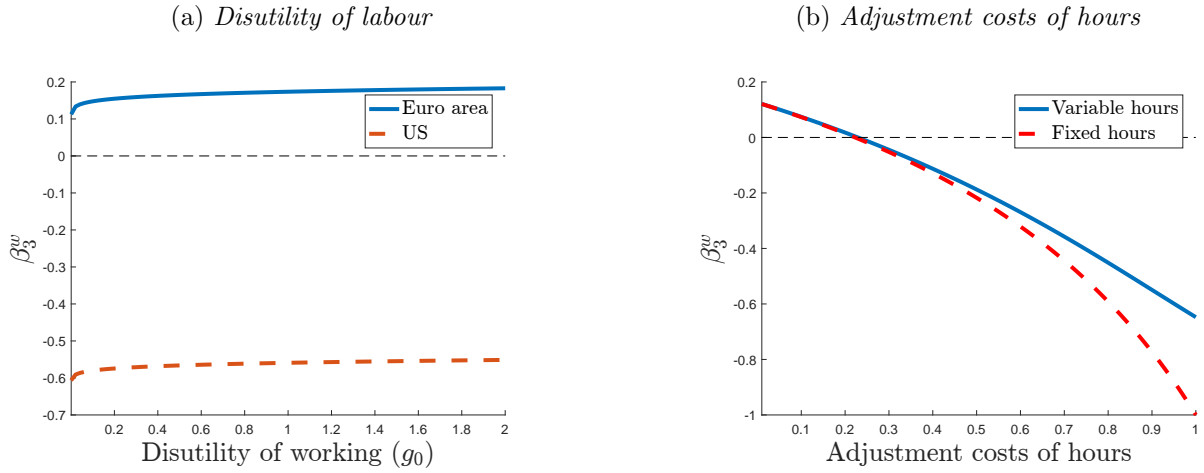 (a) Disutility of labour
0.2
0.1
0
-0.1
-0.2
-0.3
-0.4
-0.5
-0.6
-0.7
β₃ʷ
Euro area
US
0.2 0.4 0.6 0.8 1 1.2 1.4 1.6 1.8 2
Disutility of working (g₀)
(b) Adjustment costs of hours
0.2
0
-0.2
-0.4
-0.6
-0.8
-1
β₃ʷ
Variable hours
Fixed hours
0.1 0.2 0.3 0.4 0.5 0.6 0.7 0.8 0.9 1
Adjustment costs of hours